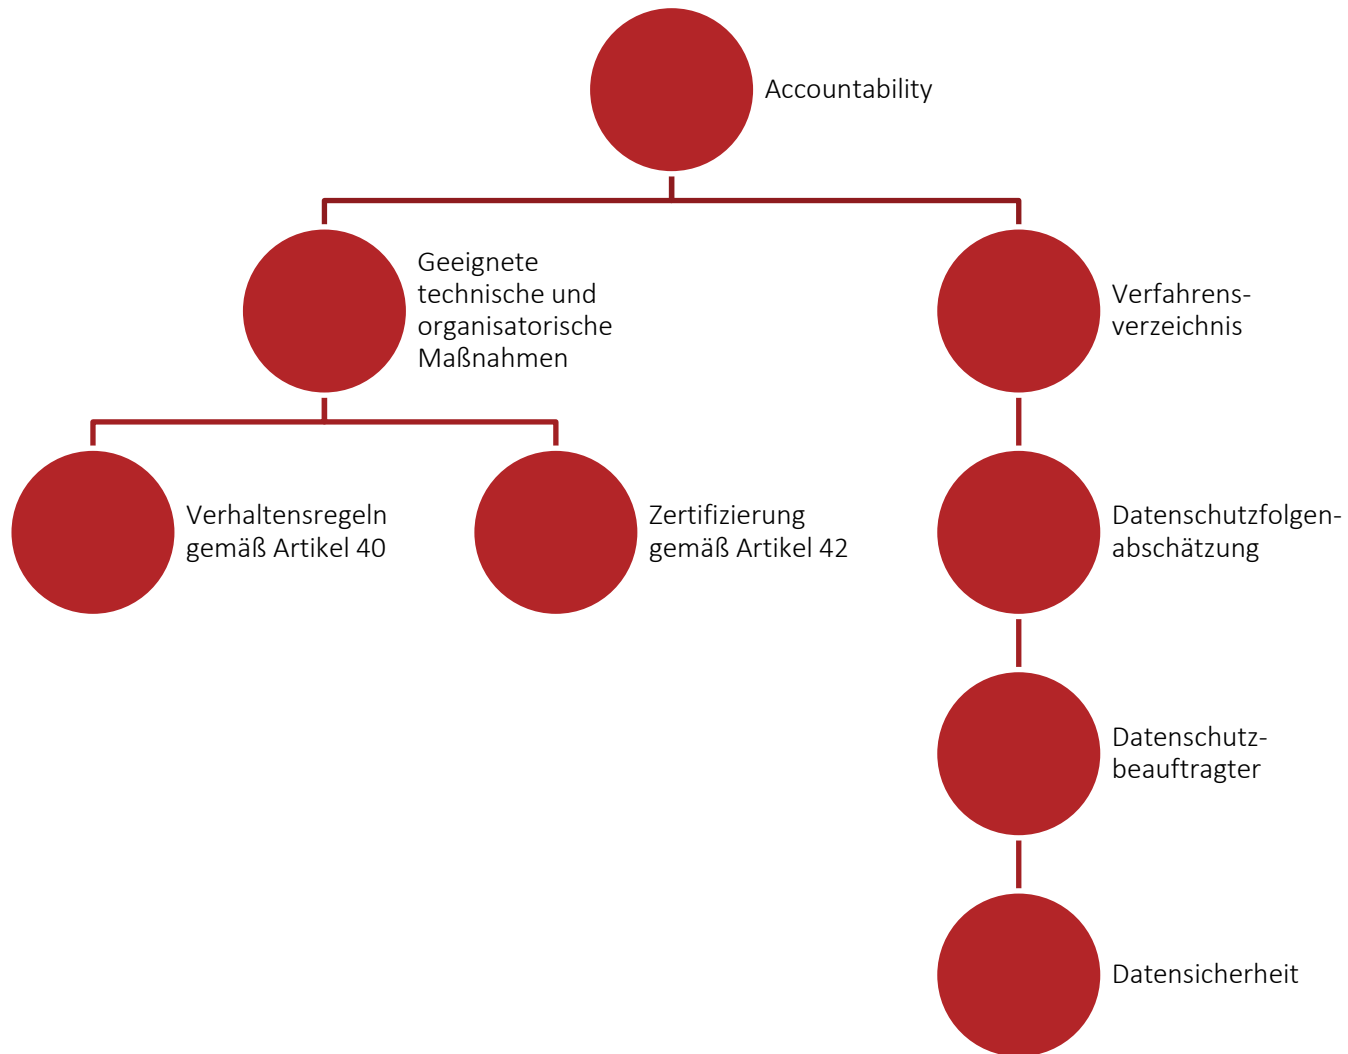 Accountability
Geeignete
technische und
organisatorische
Maßnahmen
Verfahrens-
verzeichnis
Verhaltensregeln
gemäß Artikel 40
Zertifizierung
gemäß Artikel 42
Datenschutzfolgen-
abschätzung
Datenschutz-
beauftragter
Datensicherheit